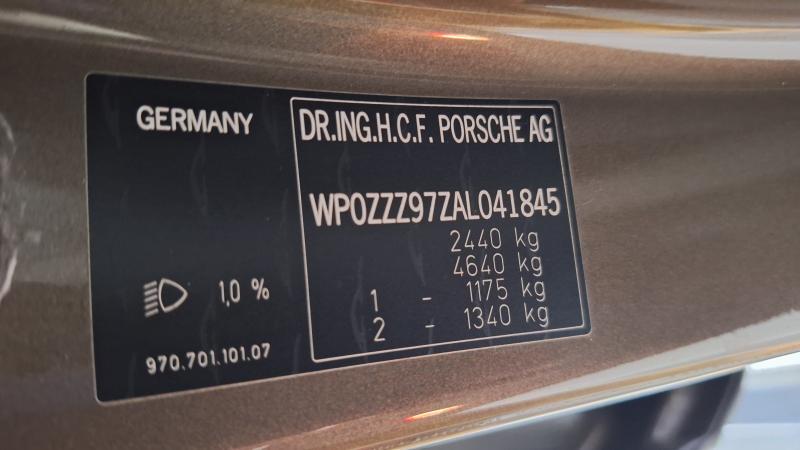 GERMANY
DR.ING.H.C.F. PORSCHE AG
WP0ZZZ97ZAL041845
2440 kg
4640 kg
1 - 1175 kg
2 - 1340 kg
1,0 %
970.701.101.07